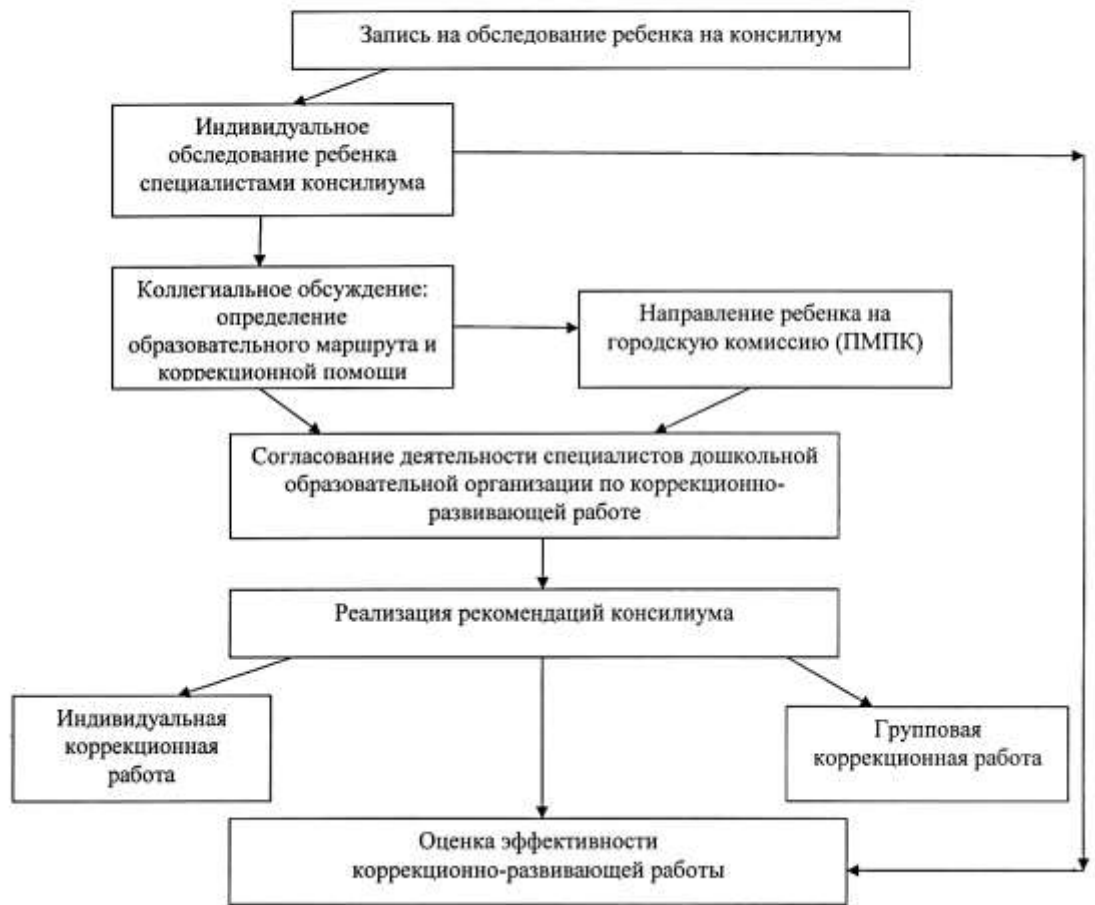 Запись на обследование ребенка на консилиум
Индивидуальное
обследование ребенка
специалистами консилиума
Коллегиальное обсуждение:
определение
образовательного маршрута и
коррекционной помощи
Направление ребенка на
городскую комиссию (ПМПК)
Согласование деятельности специалистов дошкольной
образовательной организации по коррекционно-
развивающей работе
Реализация рекомендаций консилиума
Индивидуальная
коррекционная
работа
Групповая
коррекционная работа
Оценка эффективности
коррекционно-развивающей работы